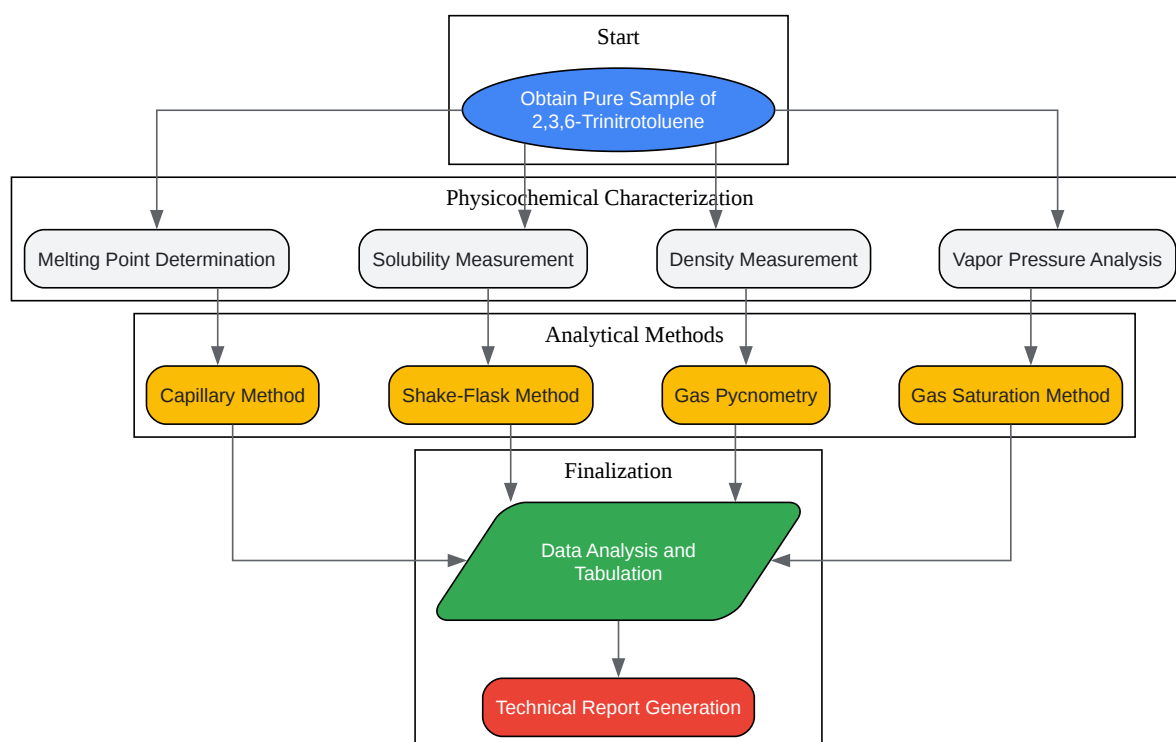 Start
Obtain Pure Sample of
2,3,6-Trinitrotoluene
Physicochemical Characterization
Melting Point Determination
Solubility Measurement
Density Measurement
Vapor Pressure Analysis
Analytical Methods
Capillary Method
Shake-Flask Method
Gas Pycnometry
Gas Saturation Method
Finalization
Data Analysis and
Tabulation
Technical Report Generation